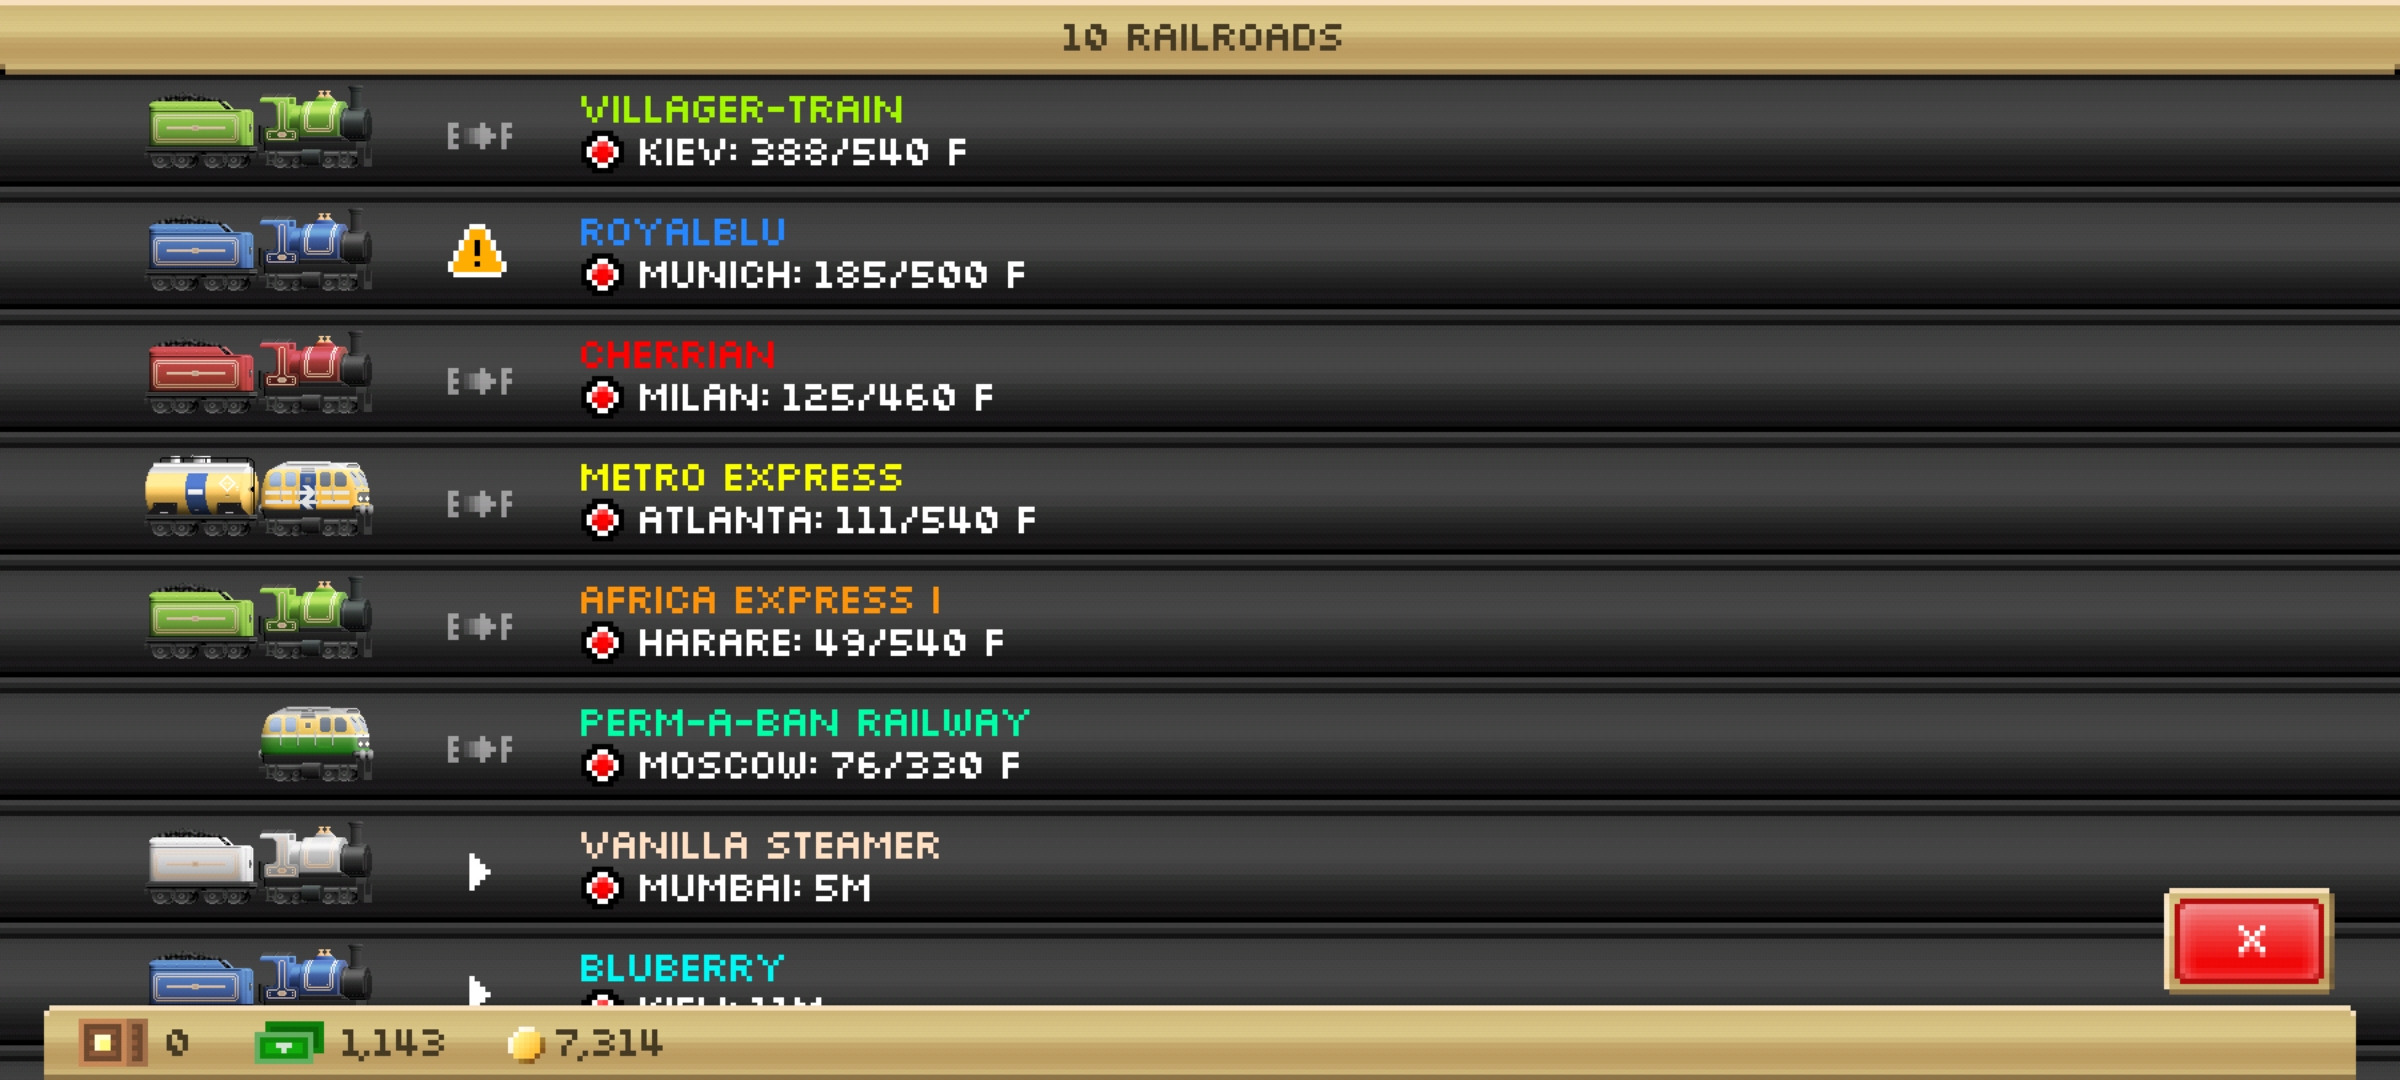 10 RAILROADS
VILLAGER-TRAIN
E F
KIEV: 388/540 F
ROYALBLU
!
MUNICH: 185/500 F
CHERRIAN
E F
MILAN: 125/460 F
METRO EXPRESS
E F
ATLANTA: 111/540 F
AFRICA EXPRESS I
E F
HARARE: 49/540 F
PERM-A-BAN RAILWAY
E F
MOSCOW: 76/330 F
VANILLA STEAMER
MUMBAI: 5M
X
BLUBERRY
KIEV: 11M
0 1,143 7,314